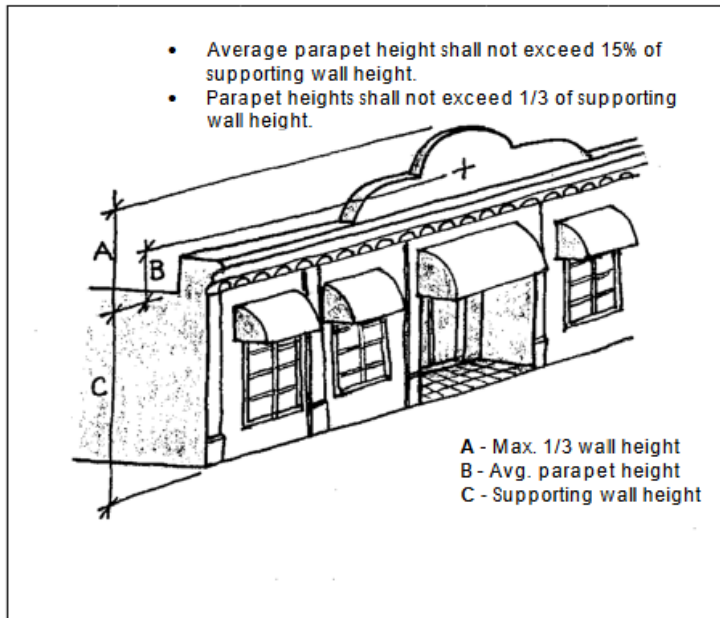 • Average parapet height shall not exceed 15% of
supporting wall height.
• Parapet heights shall not exceed 1/3 of supporting
wall height.
A
B
C
A - Max. 1/3 wall height
B - Avg. parapet height
C - Supporting wall height